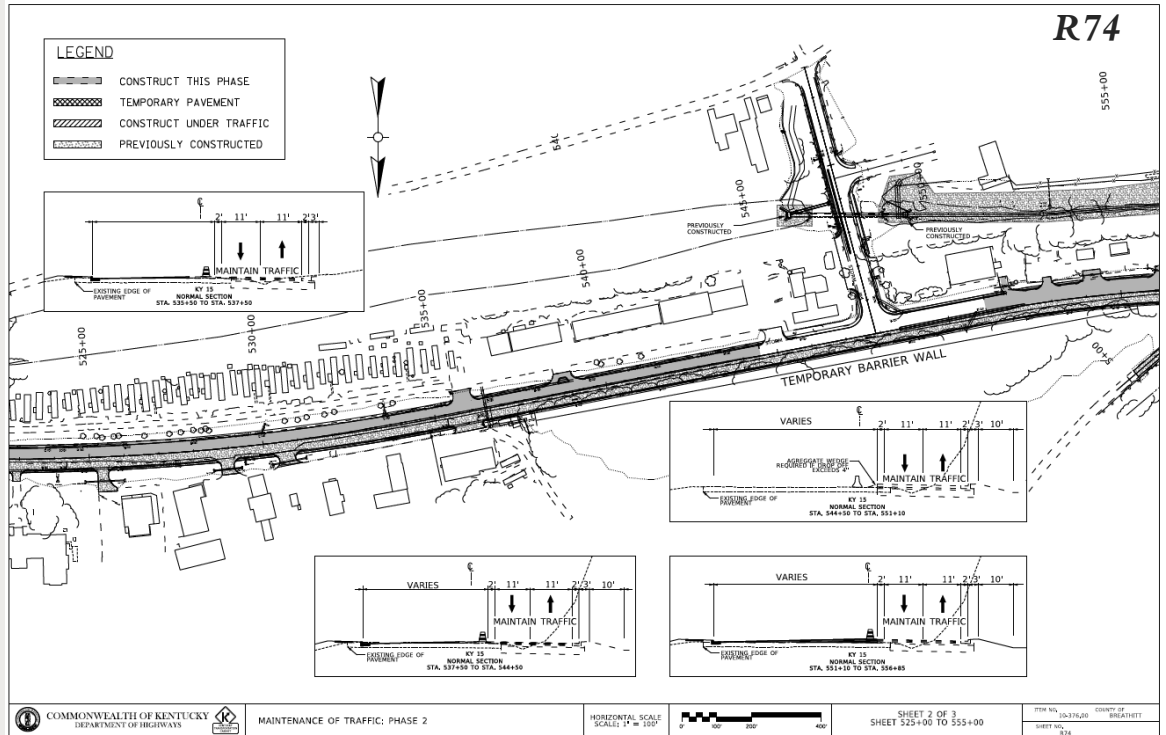 R74
LEGEND
CONSTRUCT THIS PHASE
TEMPORARY PAVEMENT
CONSTRUCT UNDER TRAFFIC
PREVIOUSLY CONSTRUCTED
2' 11' 11' 2' 3'
MAINTAIN TRAFFIC
EXISTING EDGE OF
PAVEMENT
KY 15
NORMAL SECTION
STA. 535+50 TO STA. 537+50
525+00
530+00
535+00
540+00
545+00
550+00
555+00
PREVIOUSLY
CONSTRUCTED
PREVIOUSLY
CONSTRUCTED
5+00
TEMPORARY BARRIER WALL
VARIES 2' 11' 11' 2' 3' 10'
AGREGGATE WEDGE
REQUIRED IF DROP OFF
EXCEEDS 4"
MAINTAIN TRAFFIC
EXISTING EDGE OF
PAVEMENT
KY 15
NORMAL SECTION
STA. 544+50 TO STA. 551+10
VARIES 2' 11' 11' 2' 3' 10'
MAINTAIN TRAFFIC
EXISTING EDGE OF
PAVEMENT
KY 15
NORMAL SECTION
STA. 537+50 TO STA. 544+50
VARIES 2' 11' 11' 2' 3' 10'
MAINTAIN TRAFFIC
EXISTING EDGE OF
PAVEMENT
KY 15
NORMAL SECTION
STA. 551+10 TO STA. 556+85
COMMONWEALTH OF KENTUCKY
DEPARTMENT OF HIGHWAYS
MAINTENANCE OF TRAFFIC: PHASE 2
HORIZONTAL SCALE
SCALE: 1" = 100'
0 100' 200' 400'
SHEET 2 OF 3
SHEET 525+00 TO 555+00
ITEM NO. COUNTY OF
10-376.00 BREATHITT
SHEET NO.
R74